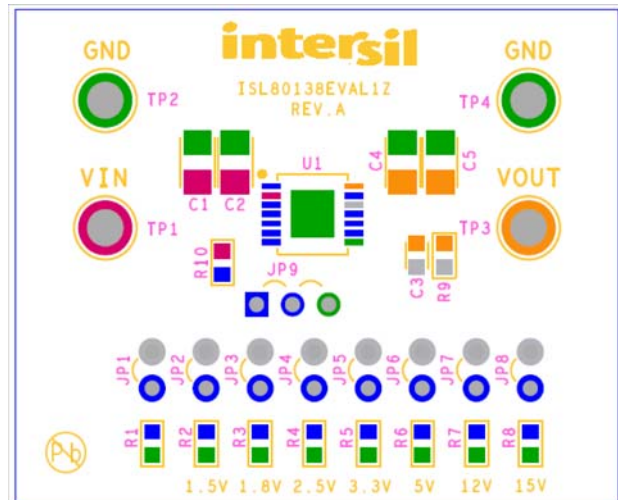 intersil
GND
GND
ISL80138EVAL1Z
REV.A
TP2
TP4
U1
C4
C5
VIN
VOUT
C1
C2
TP1
TP3
R10
JP9
C3
R9
JP1
JP2
JP3
JP4
JP5
JP6
JP7
JP8
R1
R2
R3
R4
R5
R6
R7
R8
Pb
1.5V 1.8V 2.5V 3.3V 5V 12V 15V